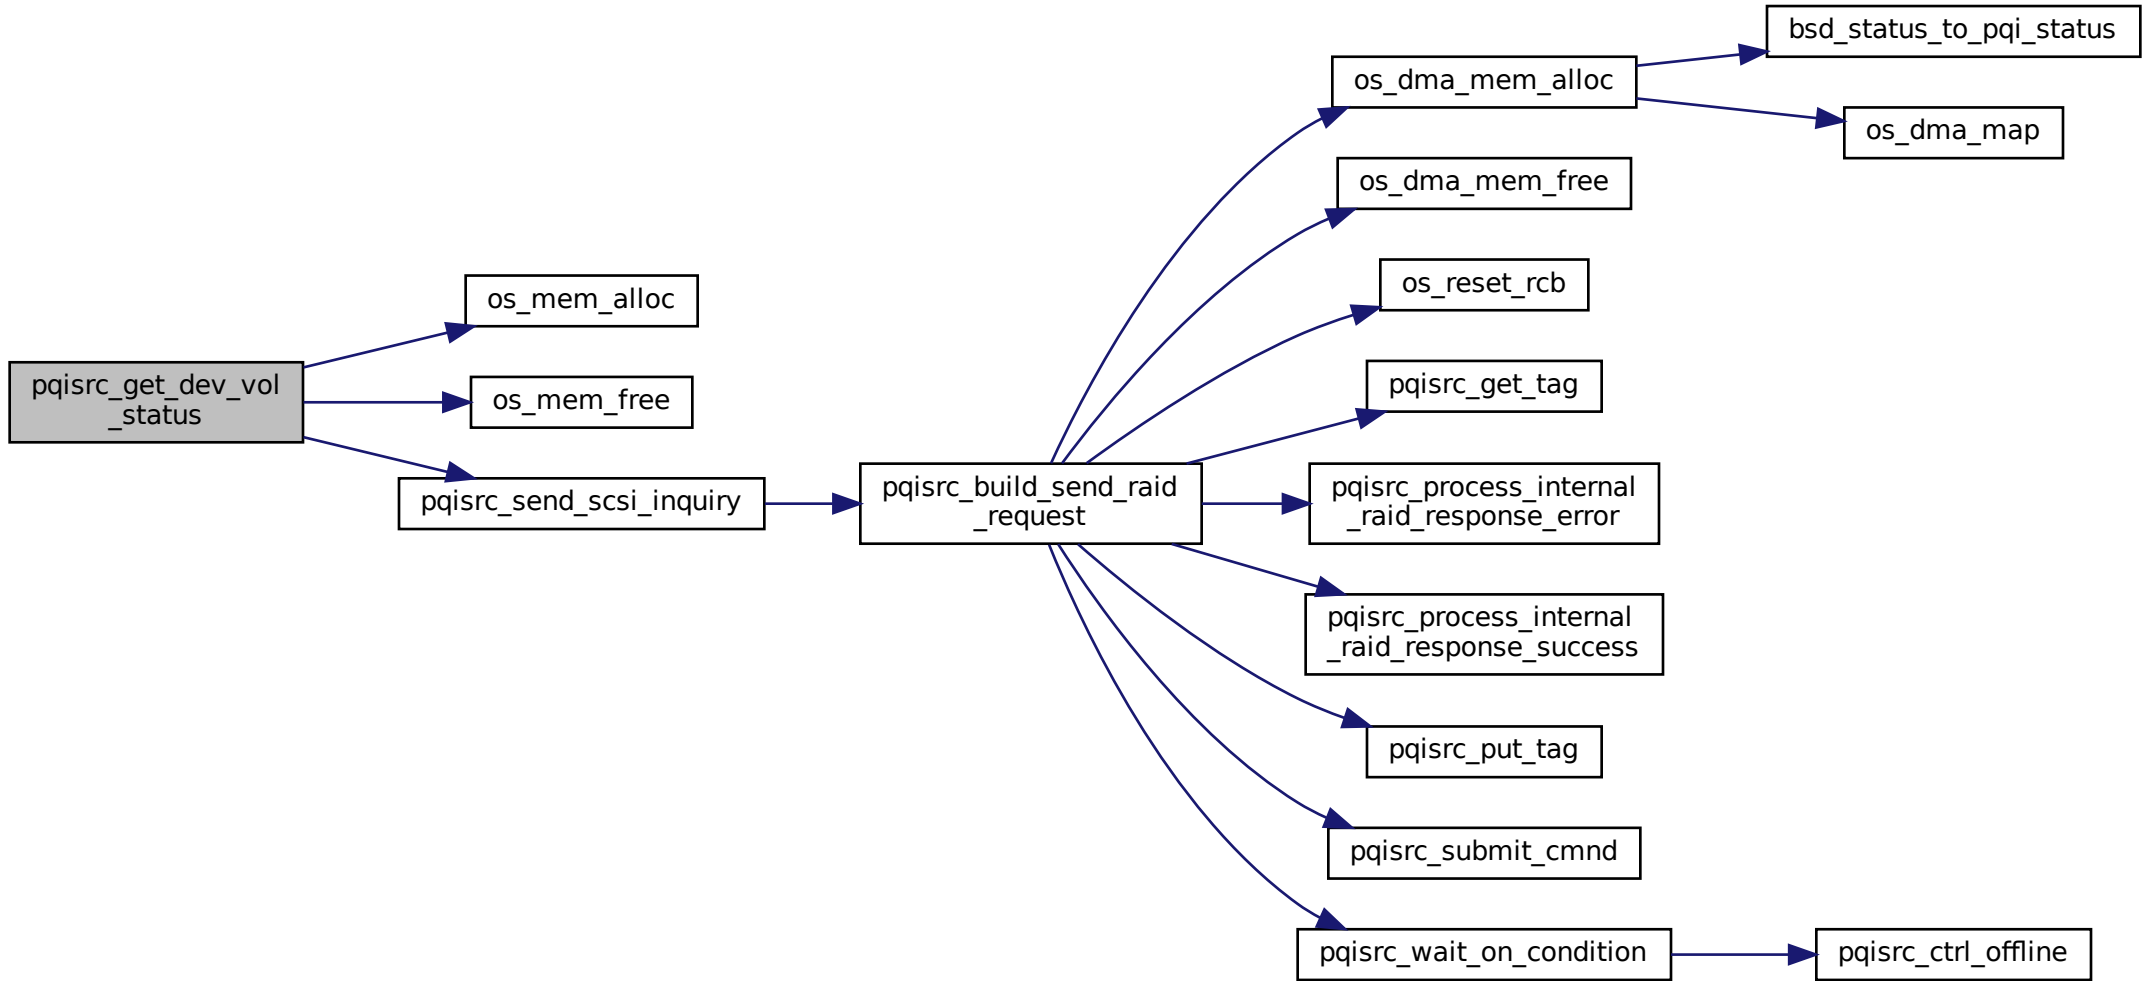 pqisrc_get_dev_vol
_status
os_mem_alloc
os_mem_free
pqisrc_send_scsi_inquiry
pqisrc_build_send_raid
_request
os_dma_mem_alloc
bsd_status_to_pqi_status
os_dma_map
os_dma_mem_free
os_reset_rcb
pqisrc_get_tag
pqisrc_process_internal
_raid_response_error
pqisrc_process_internal
_raid_response_success
pqisrc_put_tag
pqisrc_submit_cmnd
pqisrc_wait_on_condition
pqisrc_ctrl_offline